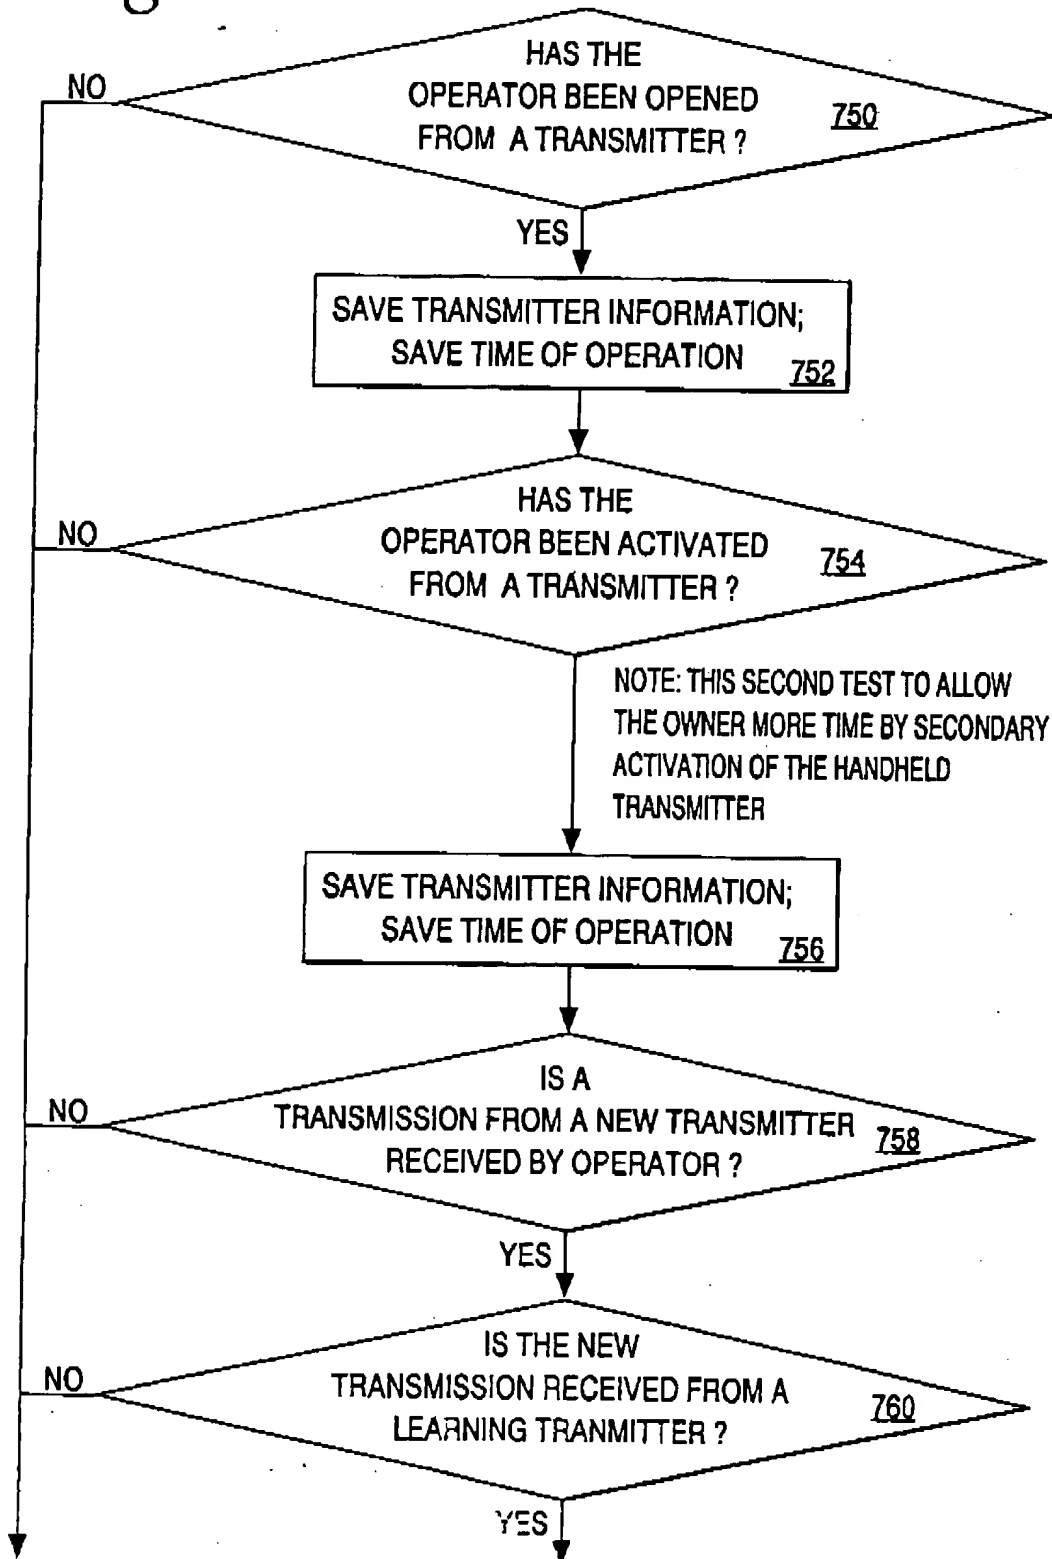 HAS THE
OPERATOR BEEN OPENED
FROM A TRANSMITTER ?
750
NO
YES
SAVE TRANSMITTER INFORMATION;
SAVE TIME OF OPERATION
752
HAS THE
OPERATOR BEEN ACTIVATED
FROM A TRANSMITTER ?
754
NO
NOTE: THIS SECOND TEST TO ALLOW
THE OWNER MORE TIME BY SECONDARY
ACTIVATION OF THE HANDHELD
TRANSMITTER
SAVE TRANSMITTER INFORMATION;
SAVE TIME OF OPERATION
756
IS A
TRANSMISSION FROM A NEW TRANSMITTER
RECEIVED BY OPERATOR ?
758
NO
YES
IS THE NEW
TRANSMISSION RECEIVED FROM A
LEARNING TRANMITTER ?
760
NO
YES